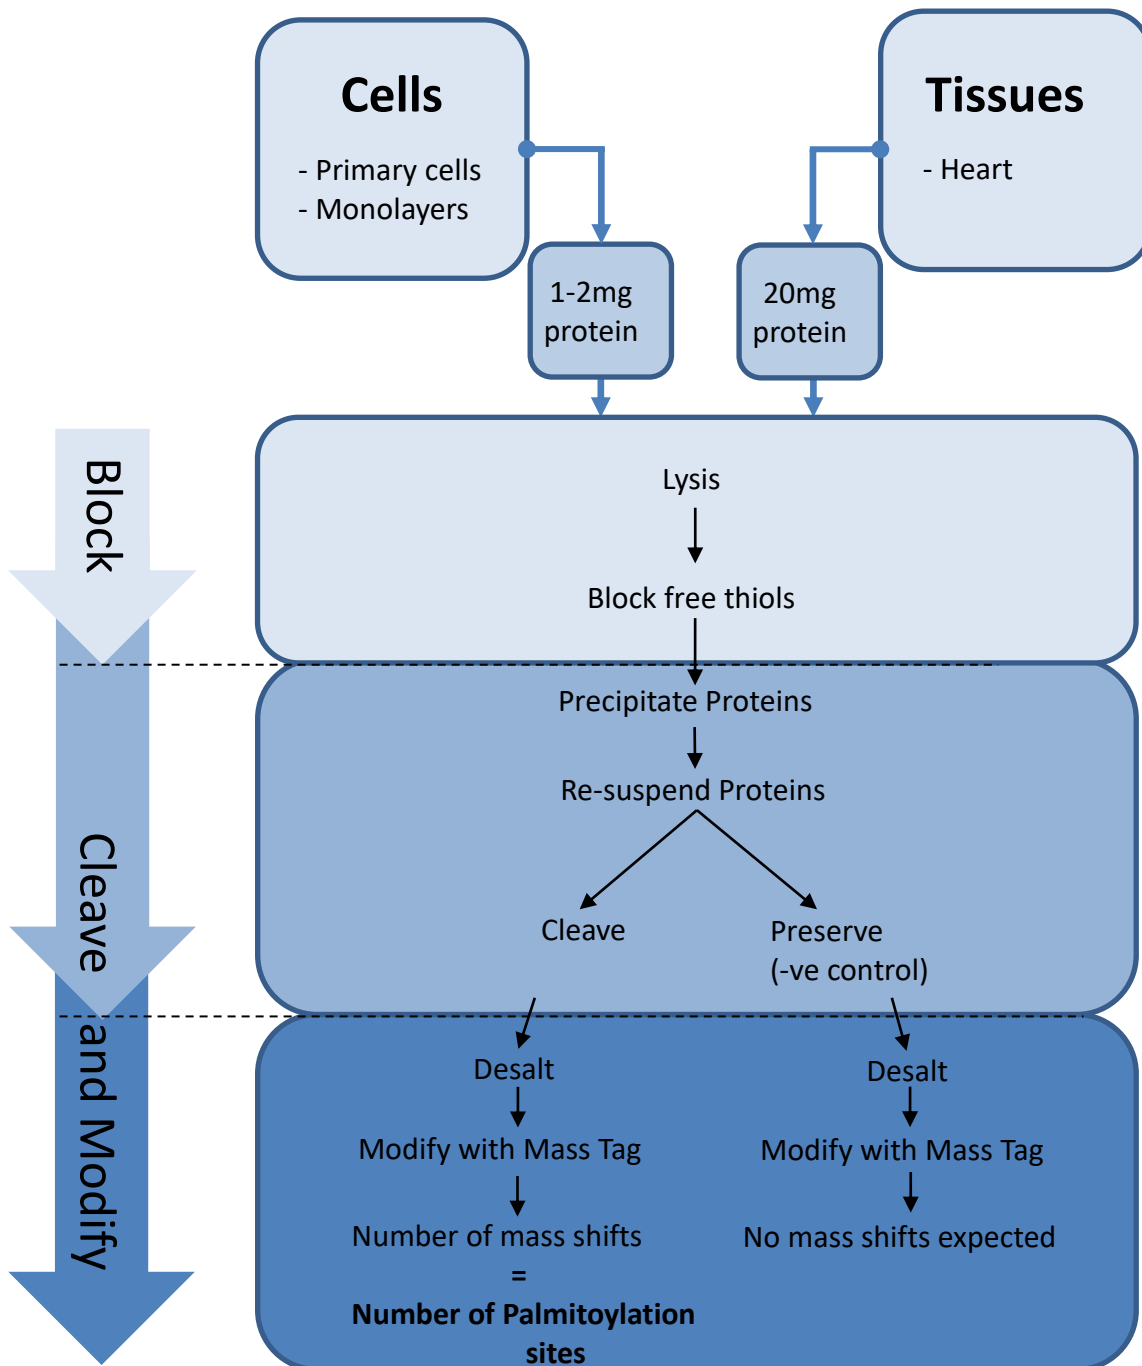 Cells
- Primary cells
- Monolayers
Tissues
- Heart
1-2mg
protein
20mg
protein
Block
Lysis
Block free thiols
Cleave and Modify
Precipitate Proteins
Re-suspend Proteins
Cleave
Preserve
(-ve control)
Desalt
Desalt
Modify with Mass Tag
Modify with Mass Tag
Number of mass shifts
No mass shifts expected
=
Number of Palmitoylation
sites